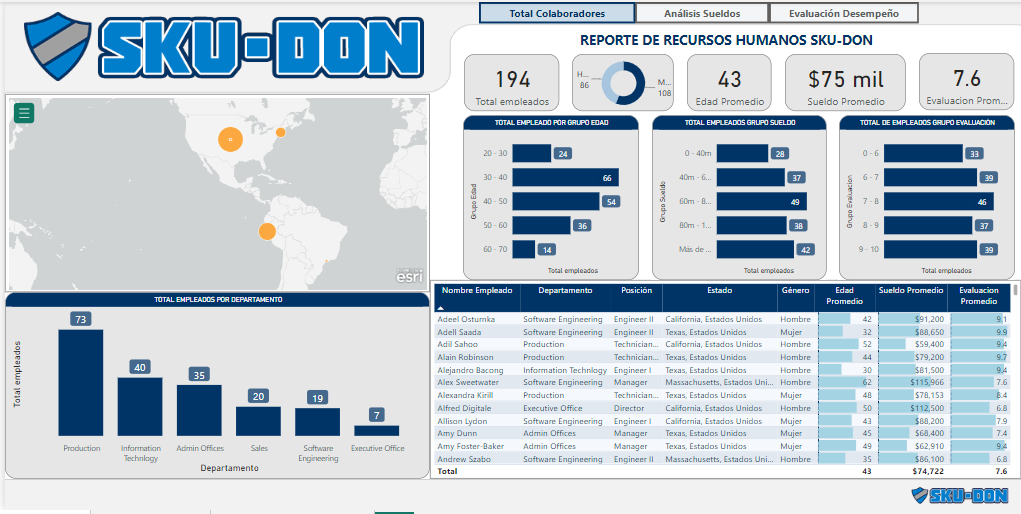 SKU-DON
Total Colaboradores
Análisis Sueldos
Evaluación Desempeño
REPORTE DE RECURSOS HUMANOS SKU-DON
194
Total empleados
H...
86
M...
108
43
Edad Promedio
$75 mil
Sueldo Promedio
7.6
Evaluacion Prom...
esri
TOTAL EMPLEADO POR GRUPO EDAD
Grupo Edad
20 - 30 24
30 - 40 66
40 - 50 54
50 - 60 36
60 - 70 14
Total empleados
TOTAL EMPLEADOS GRUPO SUELDO
Grupo Sueldo
0 - 40m 28
40m - 6... 37
60m - 8... 49
80m - 1... 38
Más de ... 42
Total empleados
TOTAL DE EMPLEADOS GRUPO EVALUACIÓN
Grupo Evaluacion
0 - 6 33
6 - 7 39
7 - 8 46
8 - 9 37
9 - 10 39
Total empleados
TOTAL EMPLEADOS POR DEPARTAMENTO
Total empleados
73
40
35
20
19
7
Production
Information Technlogy
Admin Offices
Sales
Software Engineering
Executive Office
Departamento
Nombre Empleado Departamento Posición Estado Género Edad Promedio Sueldo Promedio Evaluacion Promedio
Adeel Osturnka Software Engineering Engineer II California, Estados Unidos Hombre 42 $91,200 9.1
Adell Saada Software Engineering Engineer II Texas, Estados Unidos Mujer 32 $88,650 9.9
Adil Sahoo Production Technician... California, Estados Unidos Hombre 52 $59,400 9.4
Alain Robinson Production Technician... Texas, Estados Unidos Hombre 44 $79,200 9.7
Alejandro Bacong Information Technlogy Engineer I Texas, Estados Unidos Hombre 30 $81,500 9.4
Alex Sweetwater Software Engineering Manager Massachusetts, Estados Uni... Hombre 62 $115,966 7.6
Alexandra Kirill Production Technician... Texas, Estados Unidos Mujer 48 $78,153 8.4
Alfred Digitale Executive Office Director California, Estados Unidos Hombre 50 $112,500 6.8
Allison Lydon Software Engineering Engineer I California, Estados Unidos Mujer 43 $88,200 7.9
Amy Dunn Admin Offices Manager Texas, Estados Unidos Mujer 45 $68,400 7.4
Amy Foster-Baker Admin Offices Manager Texas, Estados Unidos Mujer 49 $62,910 9.4
Andrew Szabo Software Engineering Engineer II Massachusetts, Estados Uni... Hombre 35 $86,100 6.8
Total 43 $74,722 7.6
SKU-DON